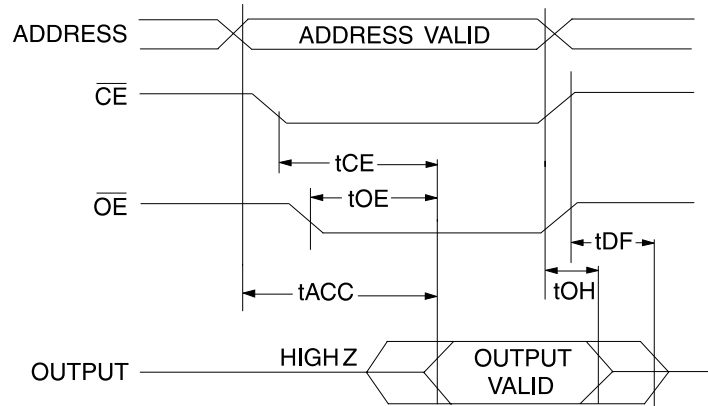 ADDRESS
ADDRESS VALID
CE
tCE
tOE
OE
tDF
tACC
tOH
HIGH Z
OUTPUT
OUTPUT
VALID